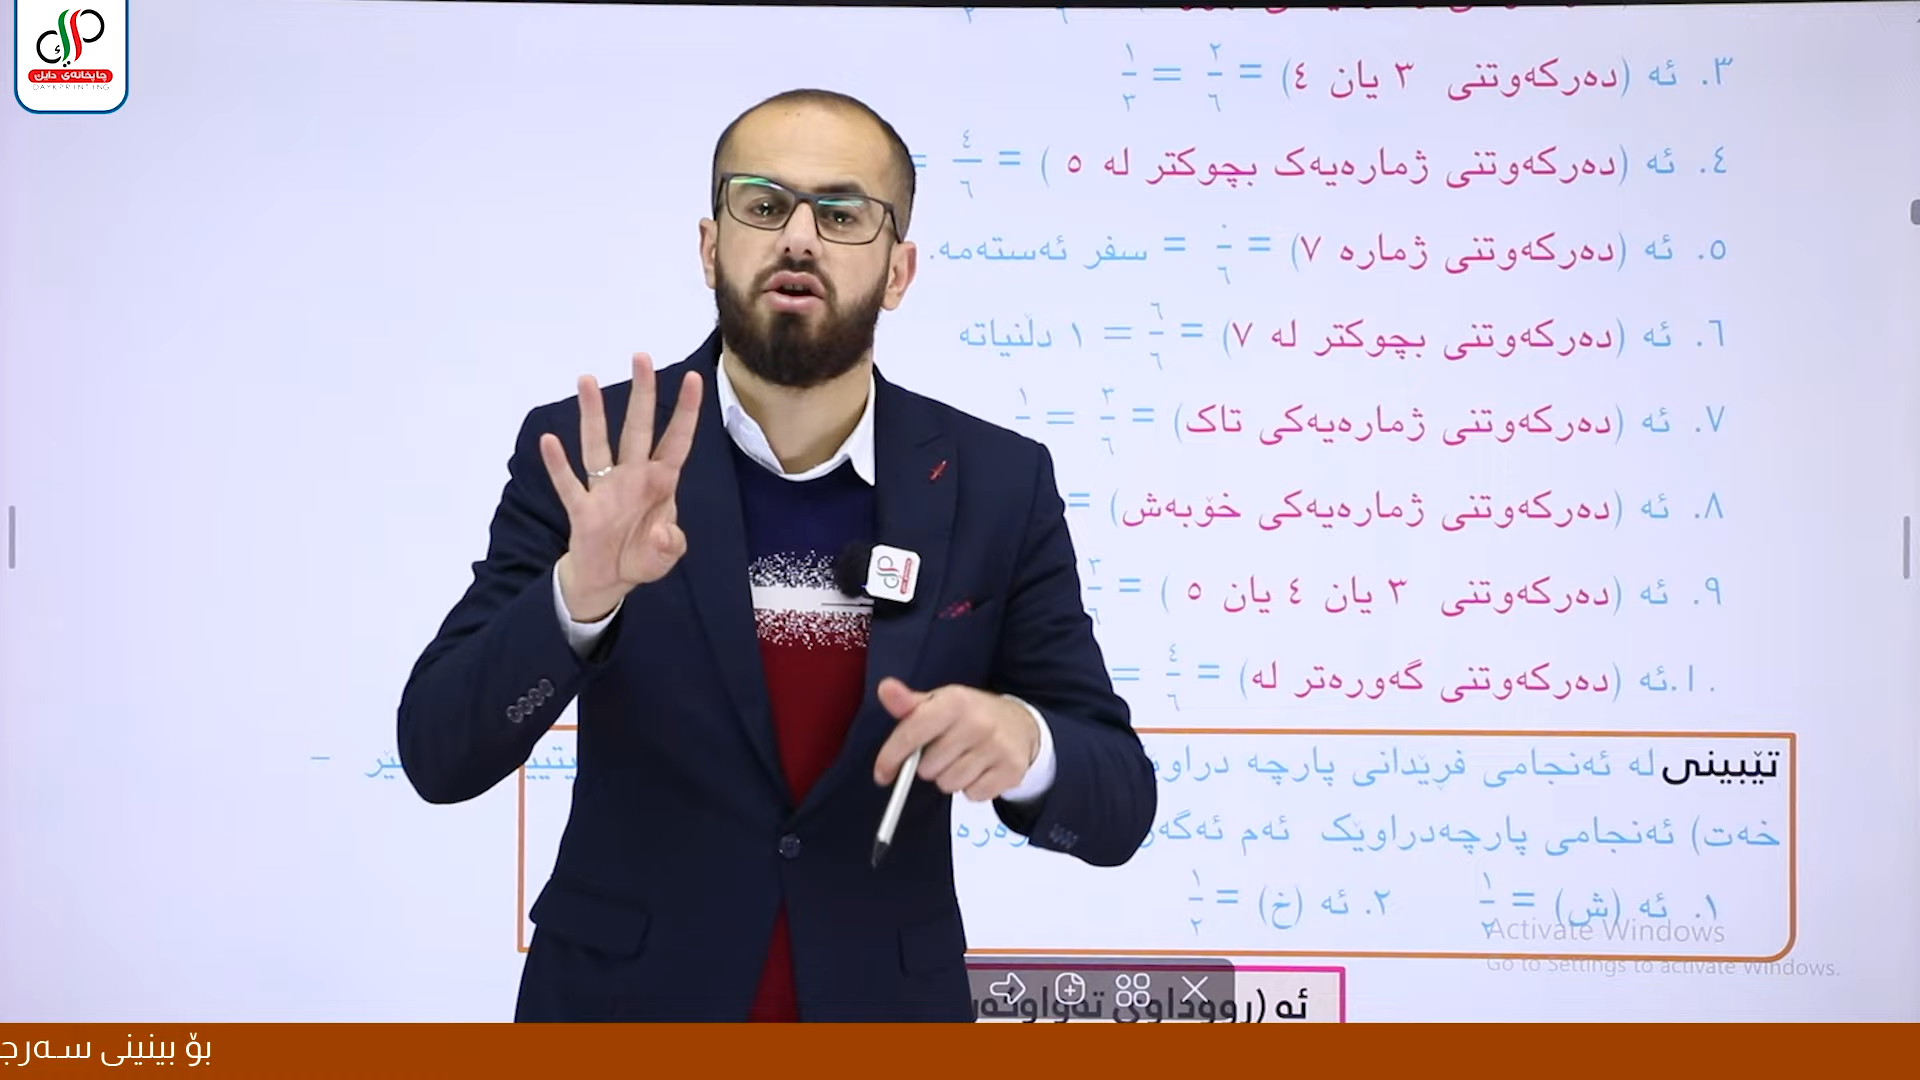 چاپخانەی دایک
DAYK PRINTING
٣. ئە (دەرکەوتنی ٣ یان ٤) = ٢/٦ = ١/٣
٤. ئە (دەرکەوتنی ژمارەیەک بچوکتر لە ٥ ) = ٤/٦ =
٥. ئە (دەرکەوتنی ژمارە ٧) = ٠/٦ = سفر ئەستەمە.
٦. ئە (دەرکەوتنی بچوکتر لە ٧) = ٦/٦ = ١ دڵنیاتە
٧. ئە (دەرکەوتنی ژمارەیەکی تاک) = ٣/٦ = ١
٨. ئە (دەرکەوتنی ژمارەیەکی خۆبەش) =
٩. ئە (دەرکەوتنی ٣ یان ٤ یان ٥ ) = ٣/٦
١٠.ئە (دەرکەوتنی گەورەتر لە) = ٤/٦ =
تێبینی لە ئەنجامی فڕێدانی پارچە
خەت) ئەنجامی پارچەدراوێک ئەم
١. ئە (ش) = ١/٢ ٢. ئە (خ) = ١/٢
Activate Windows
Go to Settings to activate Windows.
ئە (ڕووداوی
بۆ بینینی